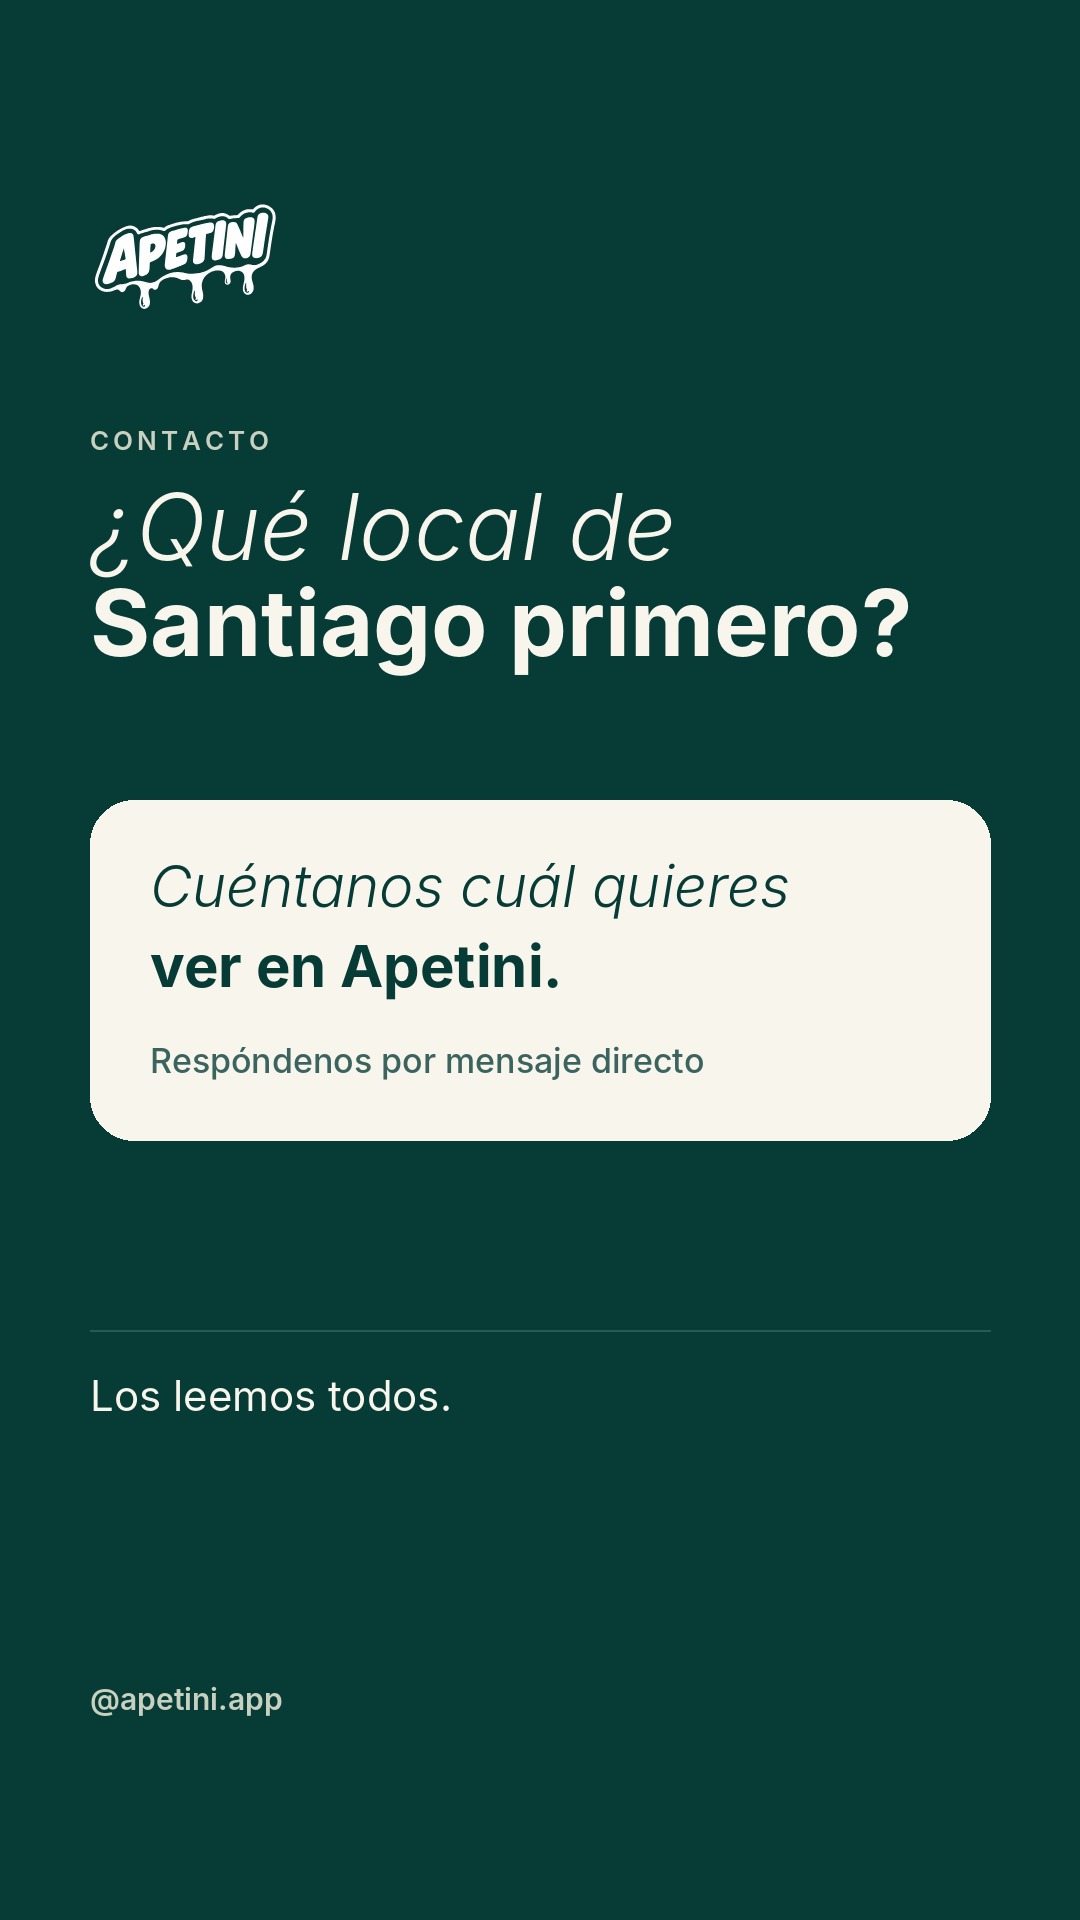 APETINI
CONTACTO
¿Qué local de
Santiago primero?
Cuéntanos cuál quieres
ver en Apetini.
Respóndenos por mensaje directo
Los leemos todos.
@apetini.app